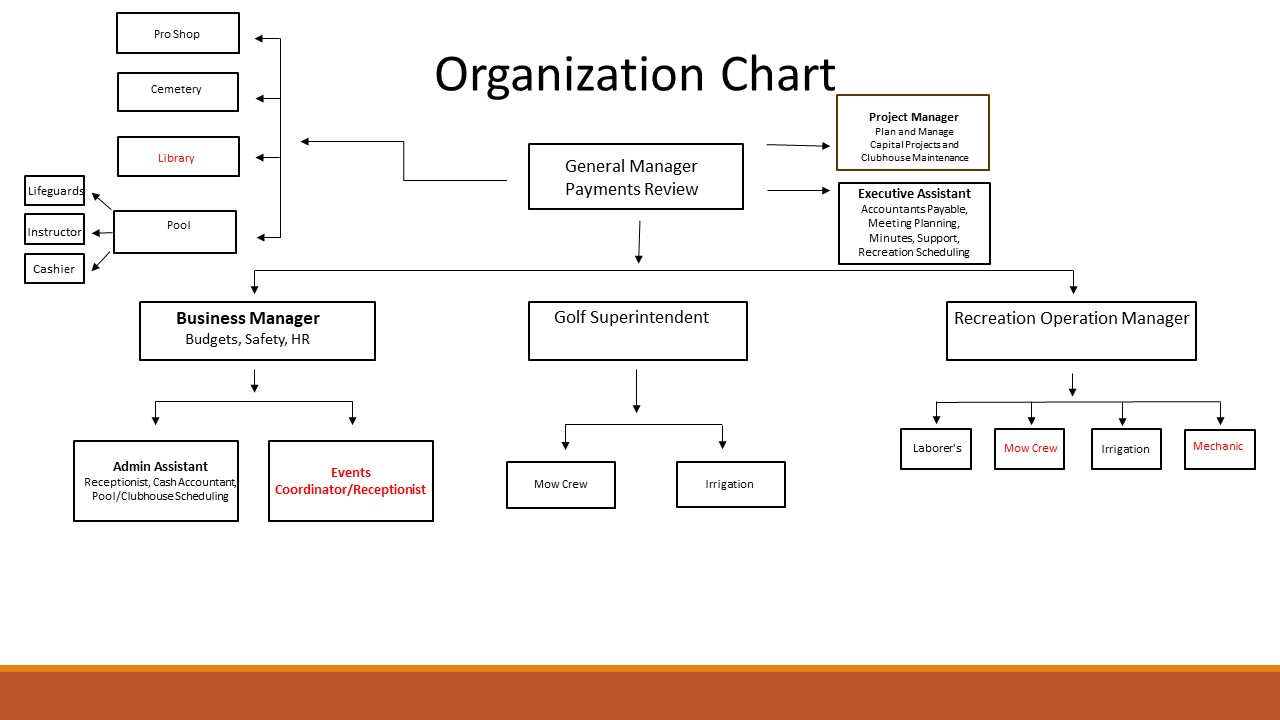 Organization Chart
Pro Shop
Cemetery
Library
Pool
Lifeguards
Instructor
Cashier
General Manager
Payments Review
Project Manager
Plan and Manage
Capital Projects and
Clubhouse Maintenance
Executive Assistant
Accountants Payable,
Meeting Planning,
Minutes, Support,
Recreation Scheduling
Business Manager
Budgets, Safety, HR
Golf Superintendent
Recreation Operation Manager
Admin Assistant
Receptionist, Cash Accountant,
Pool/Clubhouse Scheduling
Events
Coordinator/Receptionist
Mow Crew
Irrigation
Laborer's
Mow Crew
Irrigation
Mechanic